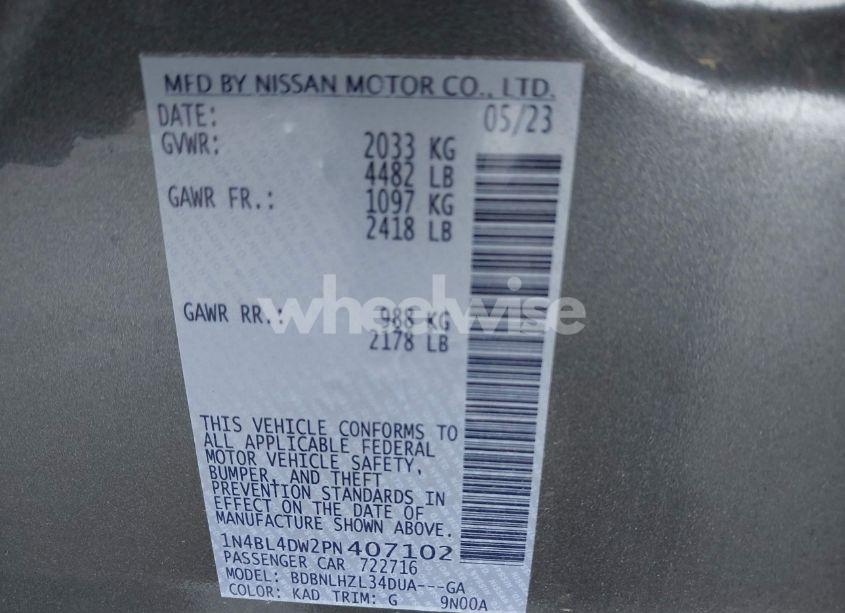 MFD BY NISSAN MOTOR CO., LTD.
DATE: 05/23
GVWR: 2033 KG
4482 LB
GAWR FR.: 1097 KG
2418 LB
wheelwise
GAWR RR.: 988 KG
2178 LB
THIS VEHICLE CONFORMS TO
ALL APPLICABLE FEDERAL
MOTOR VEHICLE SAFETY,
BUMPER, AND THEFT
PREVENTION STANDARDS IN
EFFECT ON THE DATE OF
MANUFACTURE SHOWN ABOVE.
1N4BL4DW2PN407102
PASSENGER CAR 722716
MODEL: BDBNLHZL34DUA---GA
COLOR: KAD TRIM: G 9N00A